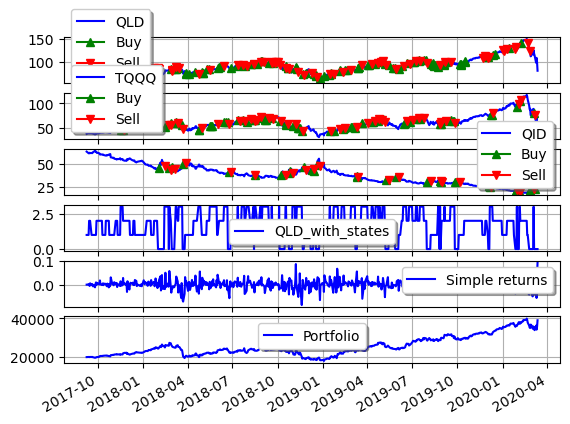 QLD
Buy
Sell
150
100
TQQQ
Buy
Sell
100
50
QID
Buy
Sell
50
25
2.5
0.0
QLD_with_states
0.1
0.0
Simple returns
40000
20000
Portfolio
2017-10 2018-01 2018-04 2018-07 2018-10 2019-01 2019-04 2019-07 2019-10 2020-01 2020-04